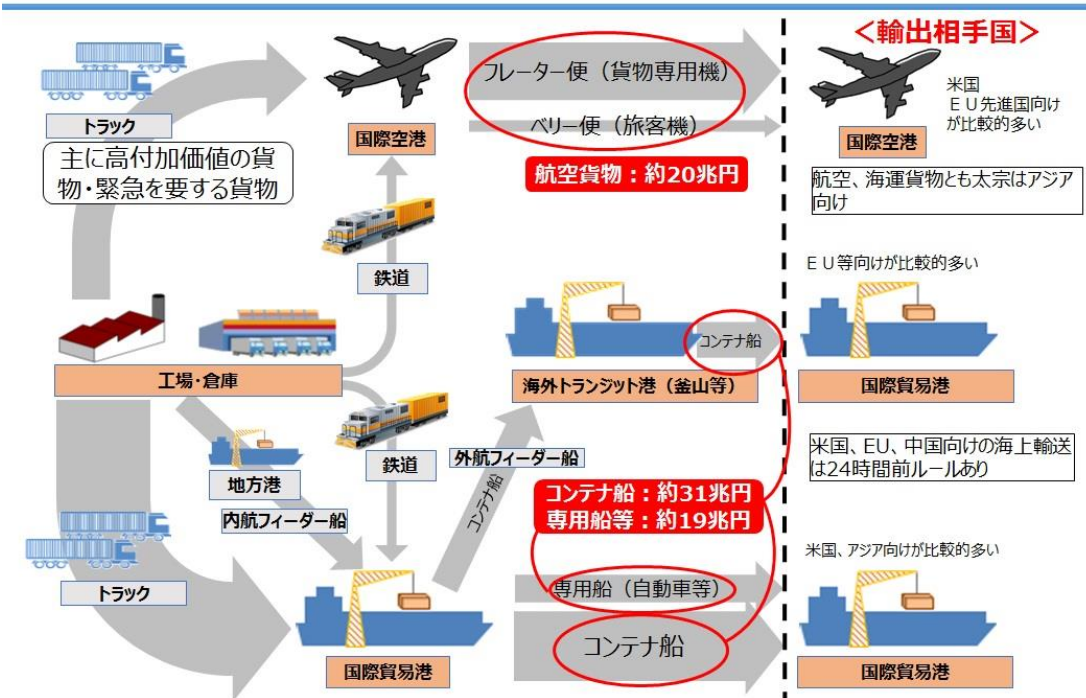 <輸出相手国>
フレーター便（貨物専用機）
米国
ＥＵ先進国向け
が比較的多い
トラック
国際空港
ベリー便（旅客機）
国際空港
主に高付加価値の貨
物・緊急を要する貨物
航空貨物：約20兆円
航空、海運貨物とも太宗はアジア
向け
鉄道
ＥＵ等向けが比較的多い
コンテナ船
工場・倉庫
海外トランジット港（釜山等）
国際貿易港
鉄道
外航フィーダー船
米国、EU、中国向けの海上輸送
は24時間前ルールあり
地方港
内航フィーダー船
コンテナ船
コンテナ船：約31兆円
専用船等：約19兆円
米国、アジア向けが比較的多い
トラック
専用船（自動車等）
コンテナ船
国際貿易港
国際貿易港